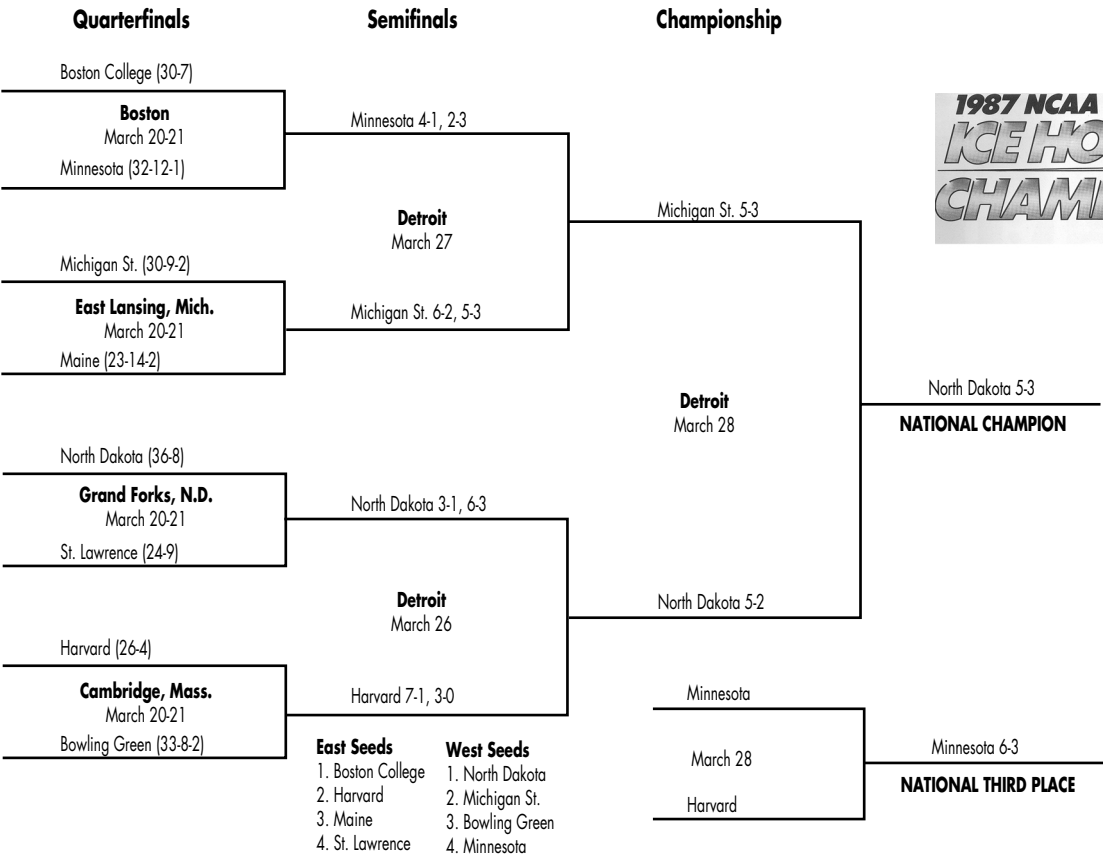 Quarterfinals
Semifinals
Championship
Boston College (30-7)
Boston
March 20-21
Minnesota (32-12-1)
Michigan St. (30-9-2)
East Lansing, Mich.
March 20-21
Maine (23-14-2)
North Dakota (36-8)
Grand Forks, N.D.
March 20-21
St. Lawrence (24-9)
Harvard (26-4)
Cambridge, Mass.
March 20-21
Bowling Green (33-8-2)
Minnesota 4-1, 2-3
Detroit
March 27
Michigan St. 6-2, 5-3
North Dakota 3-1, 6-3
Detroit
March 26
Harvard 7-1, 3-0
East Seeds
1. Boston College
2. Harvard
3. Maine
4. St. Lawrence
West Seeds
1. North Dakota
2. Michigan St.
3. Bowling Green
4. Minnesota
Michigan St. 5-3
Detroit
March 28
North Dakota 5-2
Minnesota
March 28
Harvard
1987 NCAA
ICE HO
CHAM
North Dakota 5-3
NATIONAL CHAMPION
Minnesota 6-3
NATIONAL THIRD PLACE